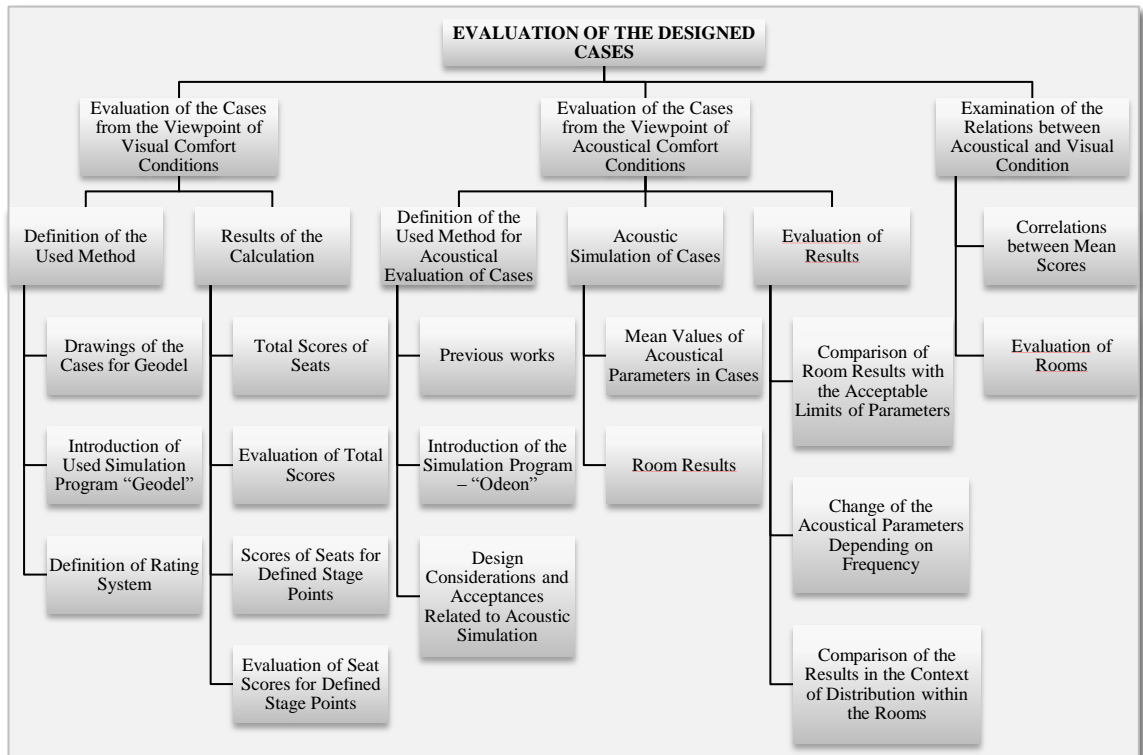 EVALUATION OF THE DESIGNED
CASES
Evaluation of the Cases
from the Viewpoint of
Visual Comfort
Conditions
Evaluation of the Cases
from the Viewpoint of
Acoustical Comfort
Conditions
Examination of the
Relations between
Acoustical and Visual
Condition
Definition of the
Used Method
Results of the
Calculation
Definition of the
Used Method for
Acoustical
Evaluation of Cases
Acoustic
Simulation of Cases
Evaluation of
Results
Correlations
between Mean
Scores
Drawings of the
Cases for Geodel
Total Scores of
Seats
Previous works
Mean Values of
Acoustical
Parameters in Cases
Comparison of
Room Results with
the Acceptable
Limits of Parameters
Evaluation of
Rooms
Introduction of
Used Simulation
Program “Geodel”
Evaluation of Total
Scores
Introduction of the
Simulation Program
– “Odeon”
Room Results
Change of the
Acoustical Parameters
Depending on
Frequency
Definition of Rating
System
Scores of Seats for
Defined Stage
Points
Design
Considerations and
Acceptances
Related to Acoustic
Simulation
Evaluation of Seat
Scores for Defined
Stage Points
Comparison of the
Results in the Context
of Distribution within
the Rooms